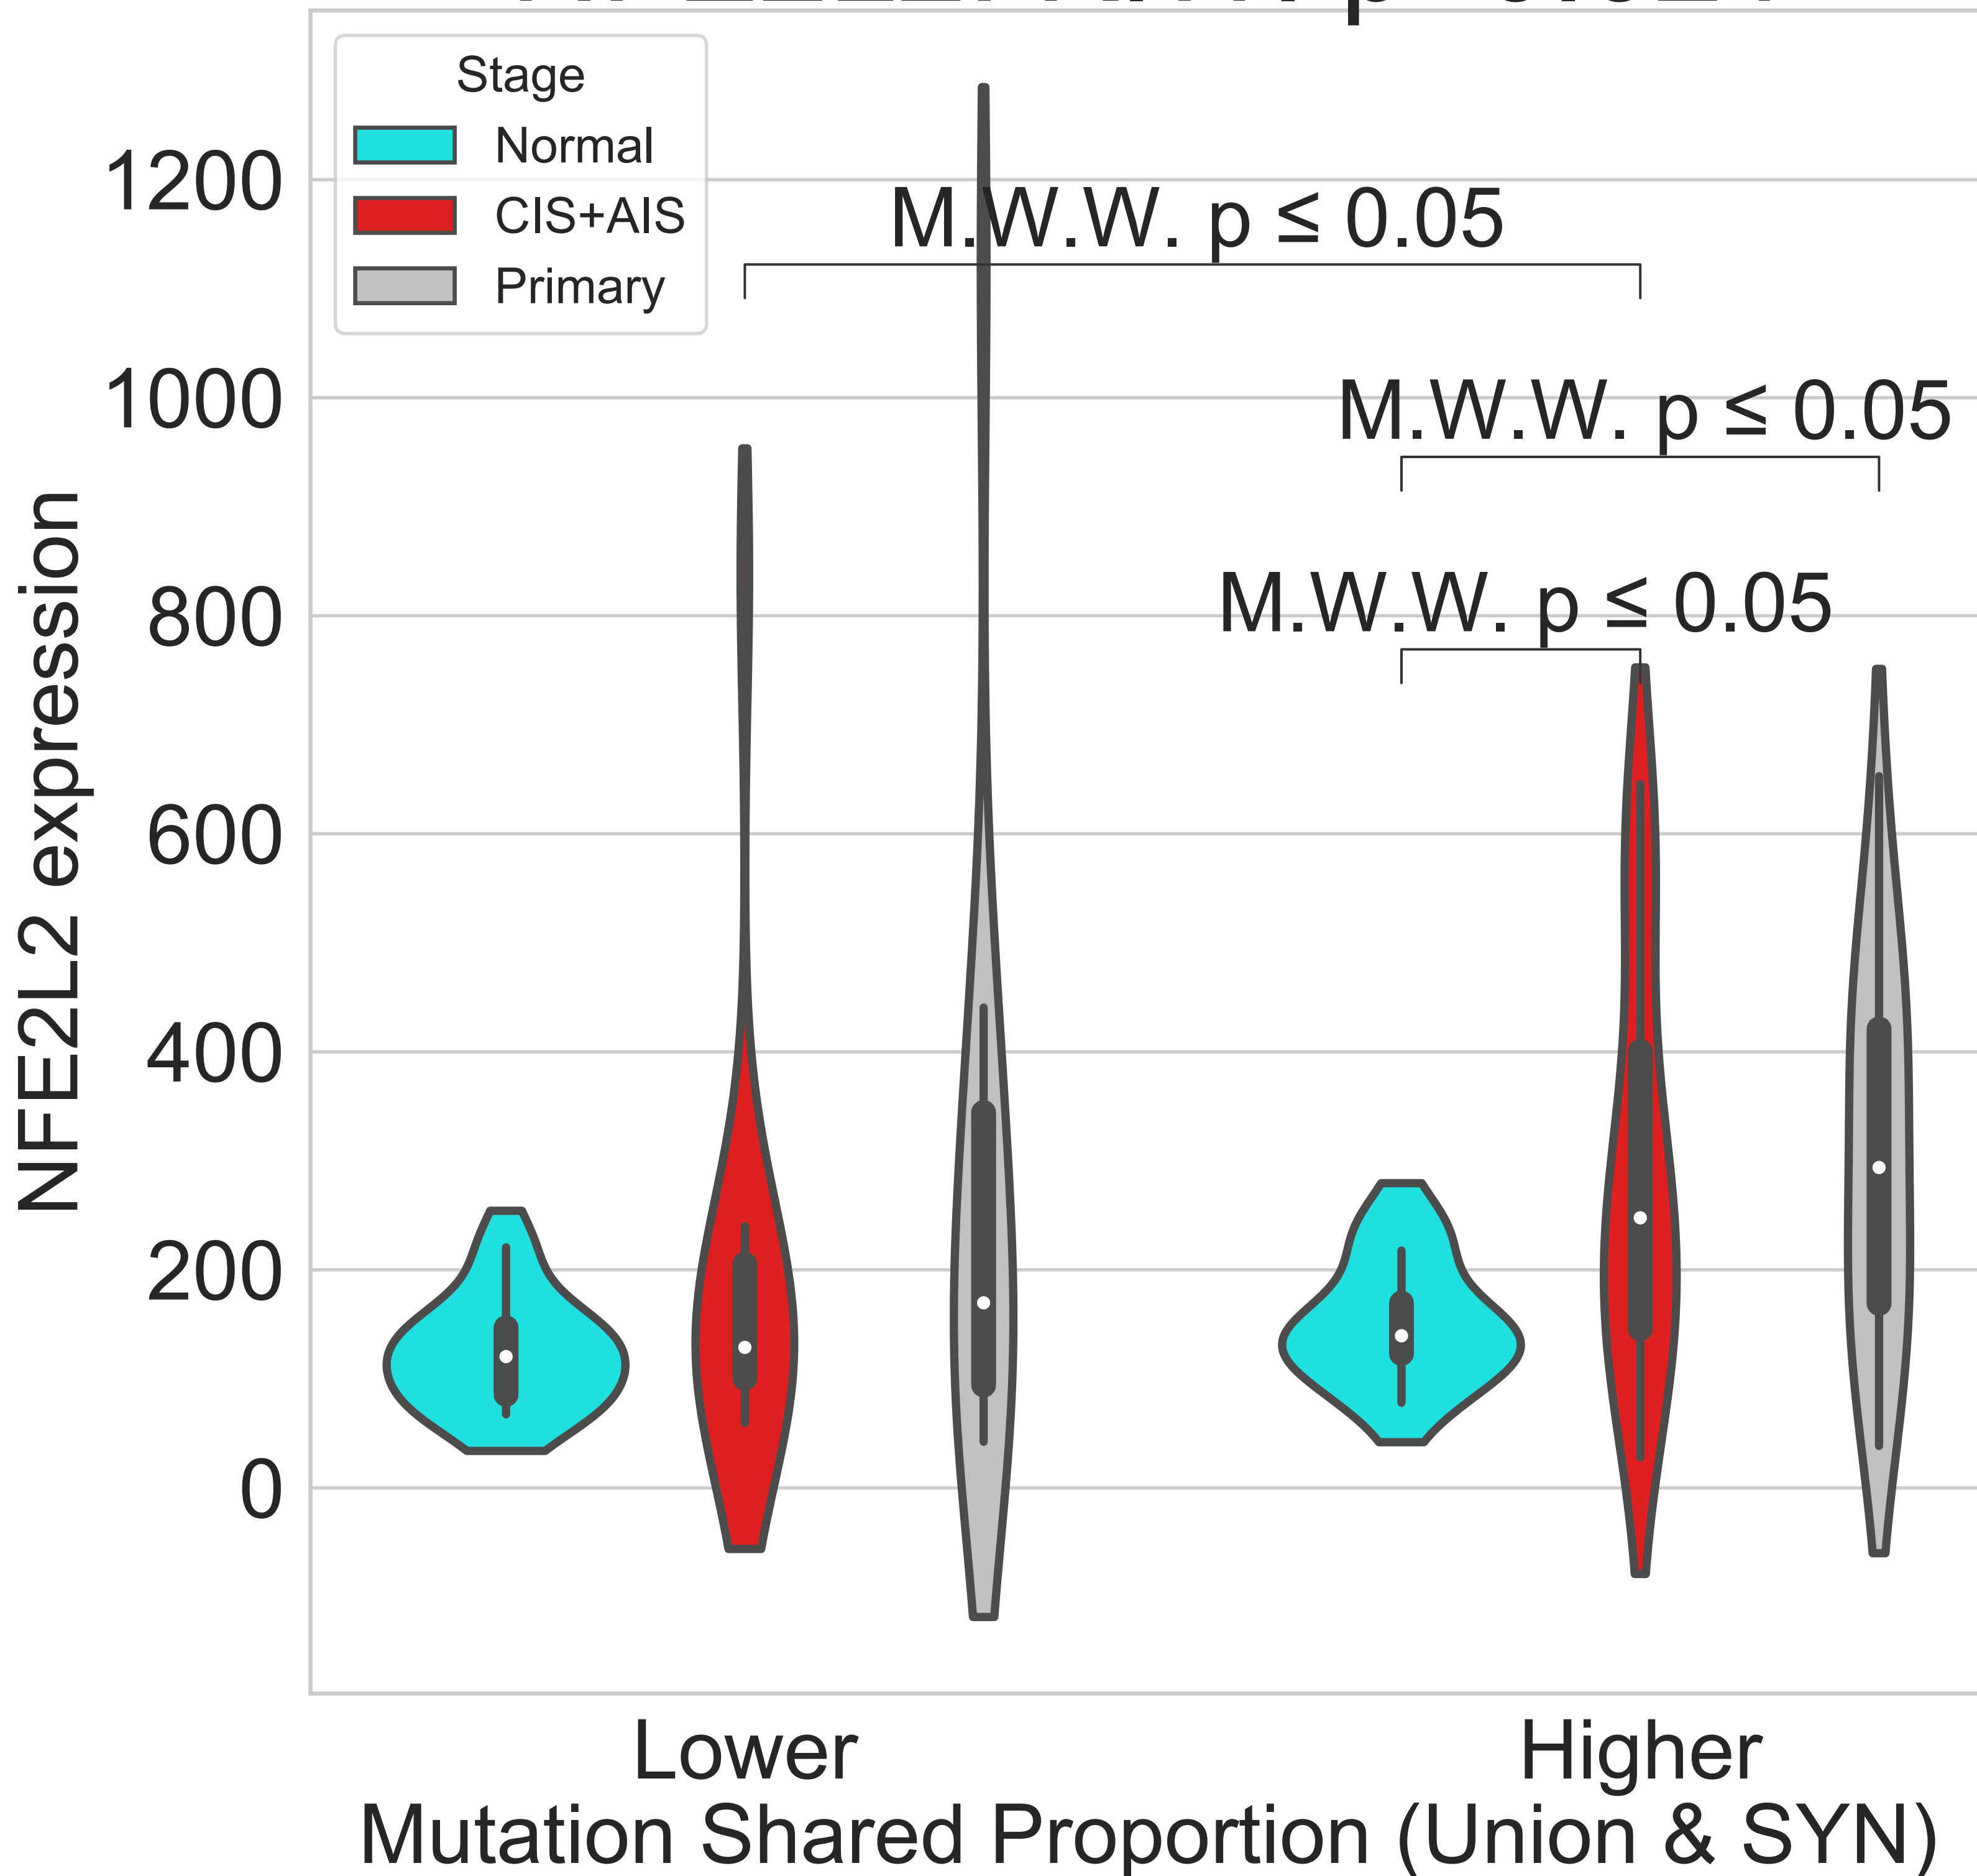 Stage
Normal
CIS+AIS
Primary
1200
1000
800
600
400
200
0
NFE2L2 expression
M.W.W. p ≤ 0.05
M.W.W. p ≤ 0.05
M.W.W. p ≤ 0.05
Lower
Higher
Mutation Shared Proportion (Union & SYN)